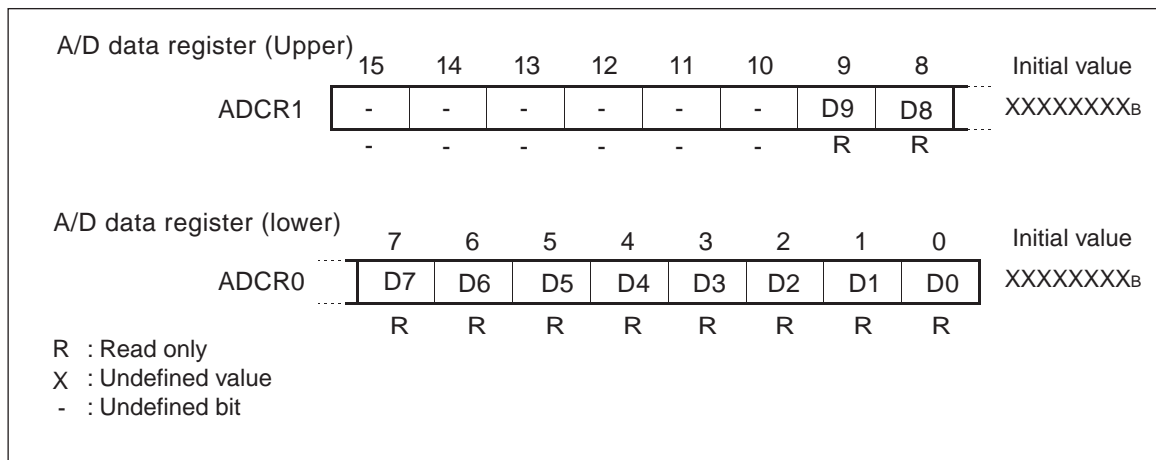 A/D data register (Upper)
15 14 13 12 11 10 9 8 Initial value
ADCR1 - - - - - - D9 D8 XXXXXXXXB
- - - - - - R R
A/D data register (lower)
7 6 5 4 3 2 1 0 Initial value
ADCR0 D7 D6 D5 D4 D3 D2 D1 D0 XXXXXXXXB
R R R R R R R R
R : Read only
X : Undefined value
- : Undefined bit